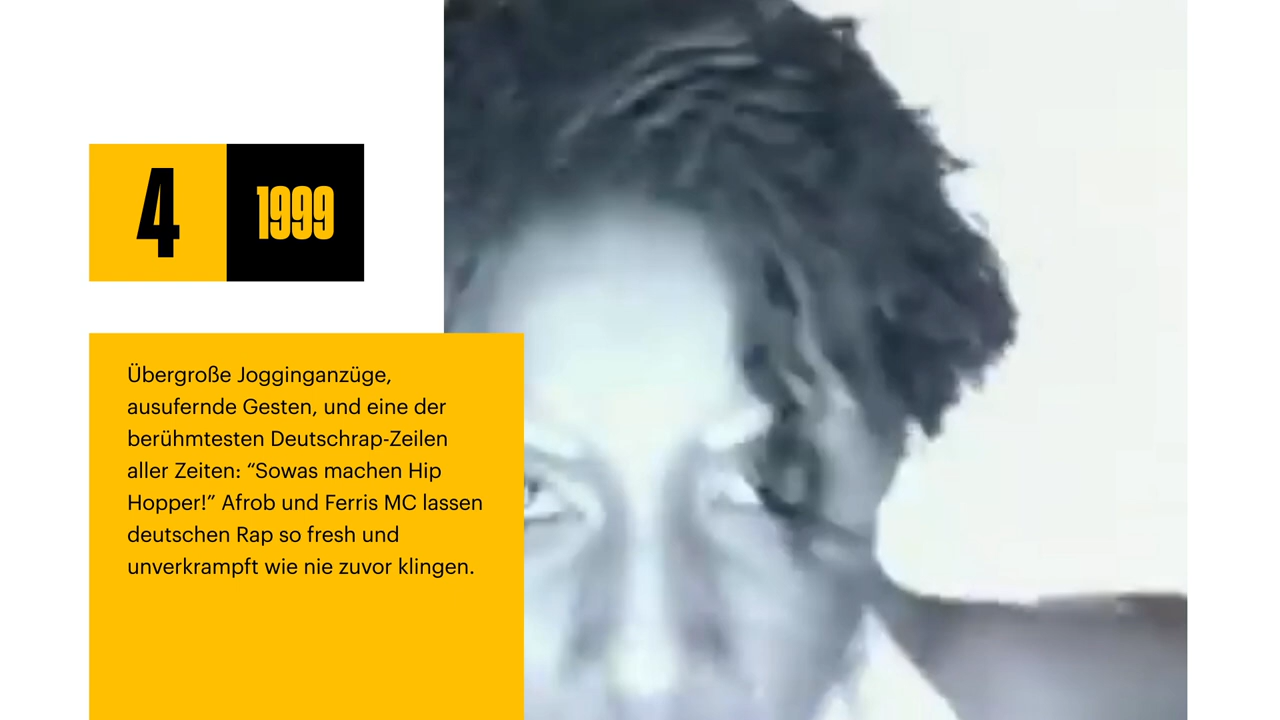 4
1999
Übergroße Jogginganzüge,
ausufernde Gesten, und eine der
berühmtesten Deutschrap-Zeilen
aller Zeiten: “Sowas machen Hip
Hopper!” Afrob und Ferris MC lassen
deutschen Rap so fresh und
unverkrampft wie nie zuvor klingen.